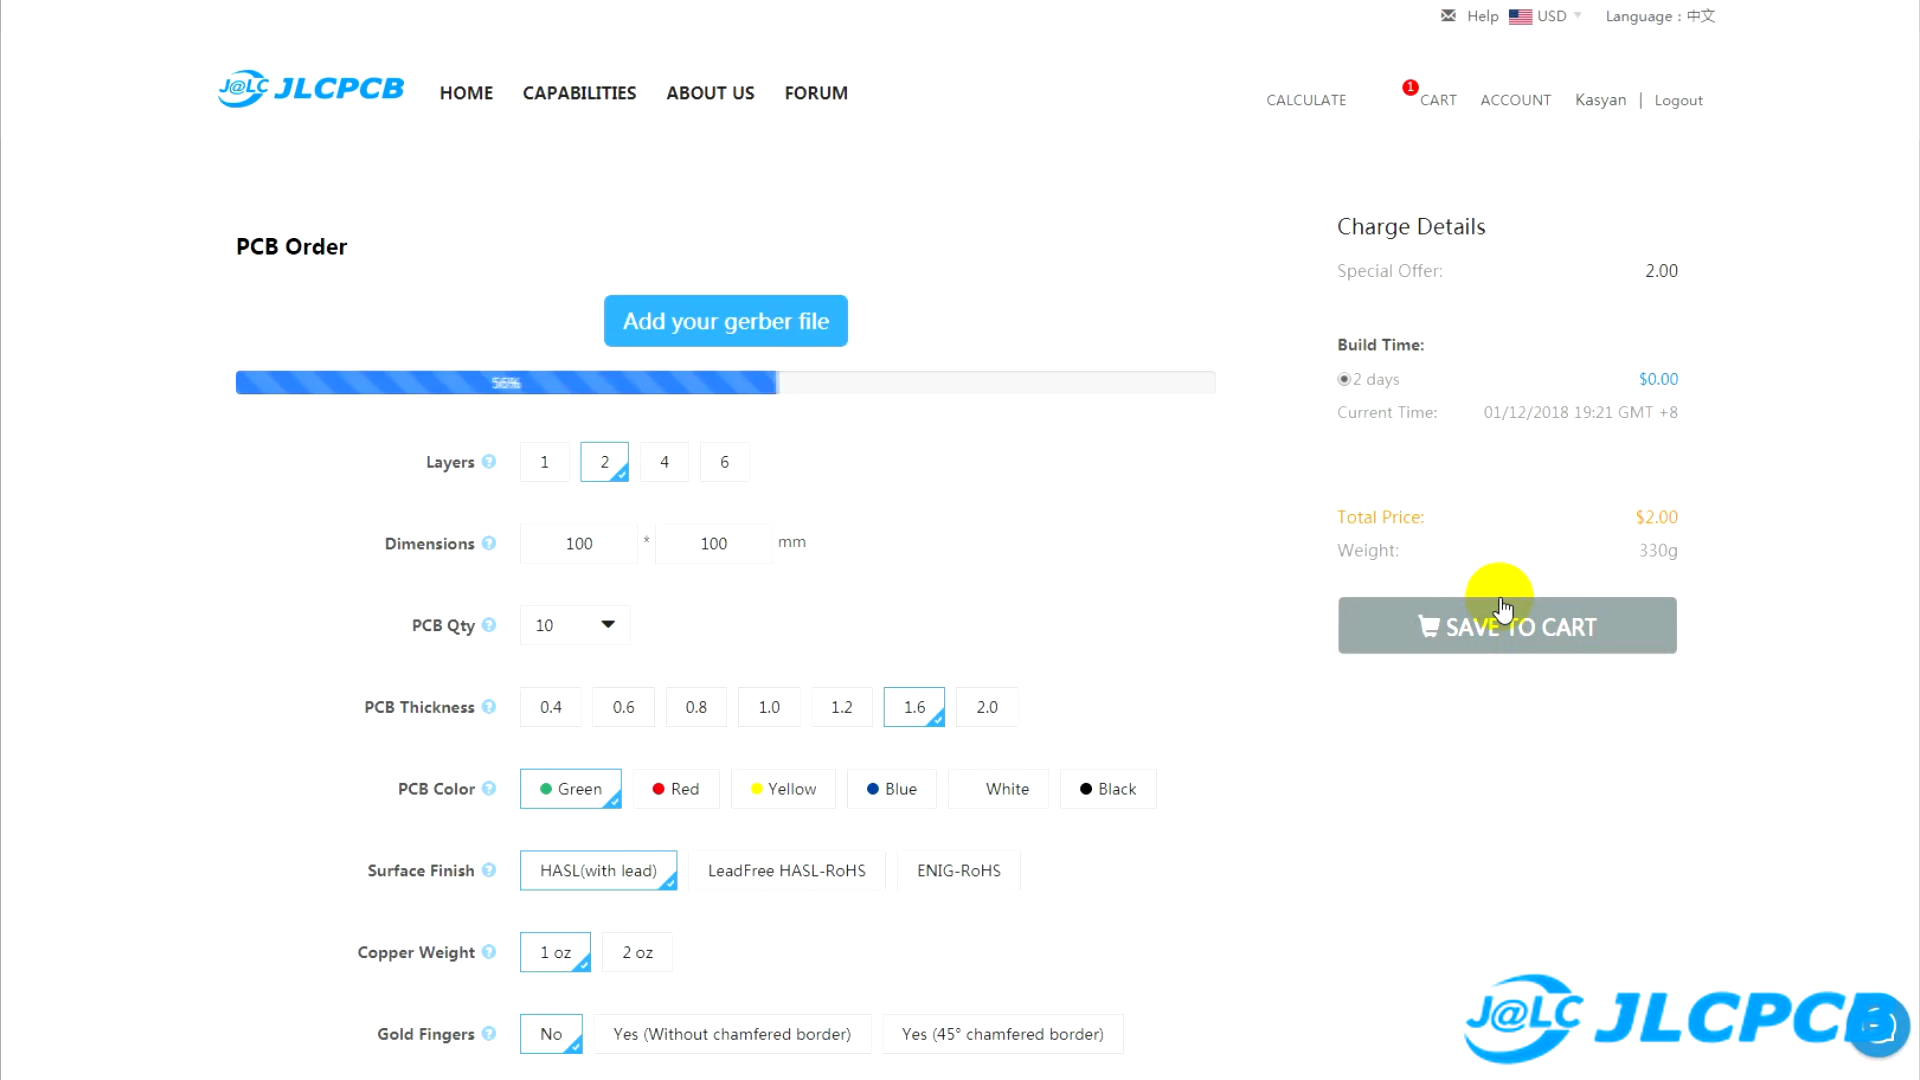 Help USD Language : 中文
J@LC JLCPCB HOME CAPABILITIES ABOUT US FORUM
CALCULATE 1 CART ACCOUNT Kasyan | Logout
PCB Order
Add your gerber file
56%
Layers ? 1 2 4 6
Dimensions ? 100 * 100 mm
PCB Qty ? 10
PCB Thickness ? 0.4 0.6 0.8 1.0 1.2 1.6 2.0
PCB Color ? Green Red Yellow Blue White Black
Surface Finish ? HASL(with lead) LeadFree HASL-RoHS ENIG-RoHS
Copper Weight ? 1 oz 2 oz
Gold Fingers ? No Yes (Without chamfered border) Yes (45° chamfered border)
Charge Details
Special Offer: 2.00
Build Time:
2 days $0.00
Current Time: 01/12/2018 19:21 GMT +8
Total Price: $2.00
Weight: 330g
SAVE TO CART
J@LC JLCPCB